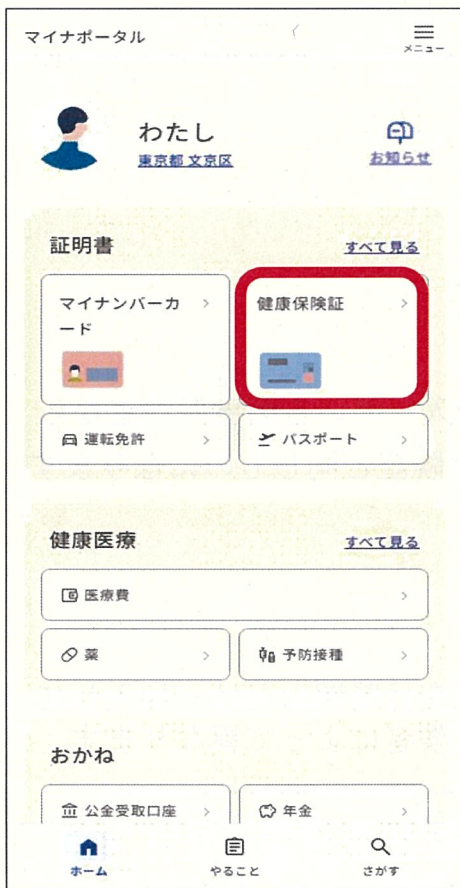 マイナポータル
メニュー
わたし
東京都 文京区
お知らせ
証明書
すべて見る
マイナンバーカ
ード
健康保険証
運転免許
パスポート
健康医療
すべて見る
医療費
薬
予防接種
おかね
公金受取口座
年金
ホーム
やること
さがす